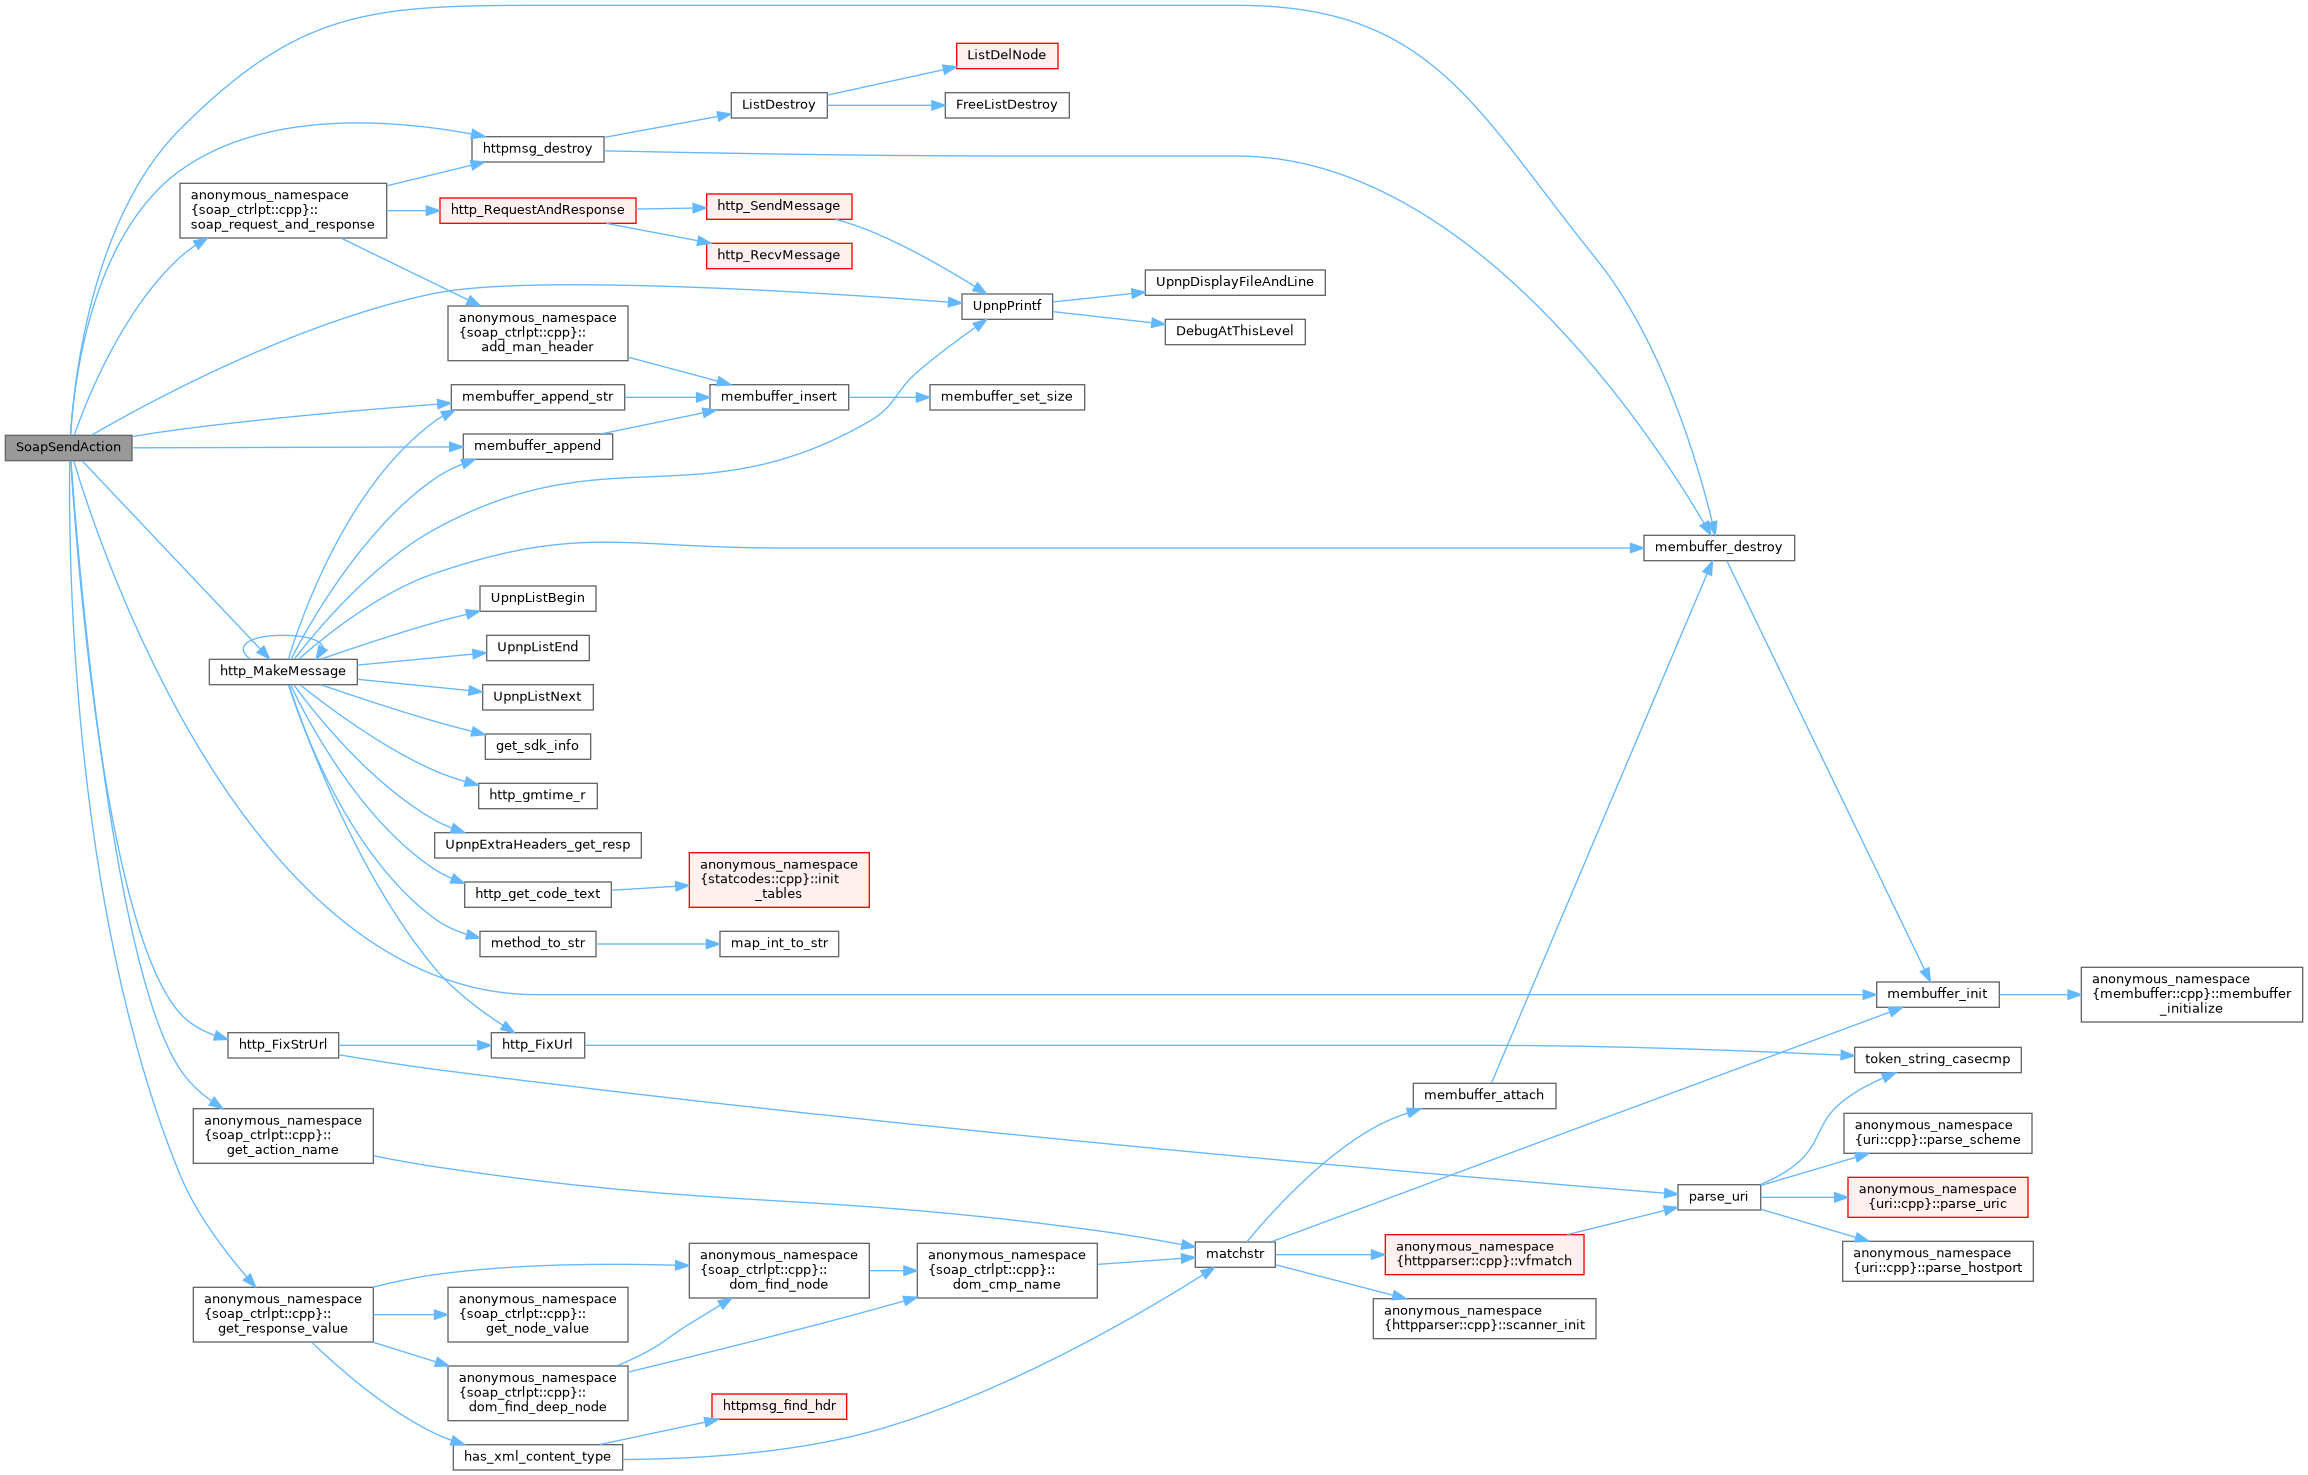 ListDelNode
ListDestroy
FreeListDestroy
httpmsg_destroy
anonymous_namespace
{soap_ctrlpt::cpp}::
soap_request_and_response
http_RequestAndResponse
http_SendMessage
http_RecvMessage
UpnpDisplayFileAndLine
UpnpPrintf
DebugAtThisLevel
anonymous_namespace
{soap_ctrlpt::cpp}::
add_man_header
membuffer_append_str
membuffer_insert
membuffer_set_size
SoapSendAction
membuffer_append
membuffer_destroy
UpnpListBegin
UpnpListEnd
http_MakeMessage
UpnpListNext
get_sdk_info
http_gmtime_r
UpnpExtraHeaders_get_resp
anonymous_namespace
{statcodes::cpp}::init
_tables
http_get_code_text
method_to_str
map_int_to_str
membuffer_init
anonymous_namespace
{membuffer::cpp}::membuffer
_initialize
http_FixStrUrl
http_FixUrl
token_string_casecmp
membuffer_attach
anonymous_namespace
{soap_ctrlpt::cpp}::
get_action_name
anonymous_namespace
{uri::cpp}::parse_scheme
parse_uri
anonymous_namespace
{uri::cpp}::parse_uric
anonymous_namespace
{uri::cpp}::parse_hostport
matchstr
anonymous_namespace
{httpparser::cpp}::vfmatch
anonymous_namespace
{soap_ctrlpt::cpp}::
dom_find_node
anonymous_namespace
{soap_ctrlpt::cpp}::
dom_cmp_name
anonymous_namespace
{httpparser::cpp}::scanner_init
anonymous_namespace
{soap_ctrlpt::cpp}::
get_response_value
anonymous_namespace
{soap_ctrlpt::cpp}::
get_node_value
anonymous_namespace
{soap_ctrlpt::cpp}::
dom_find_deep_node
httpmsg_find_hdr
has_xml_content_type